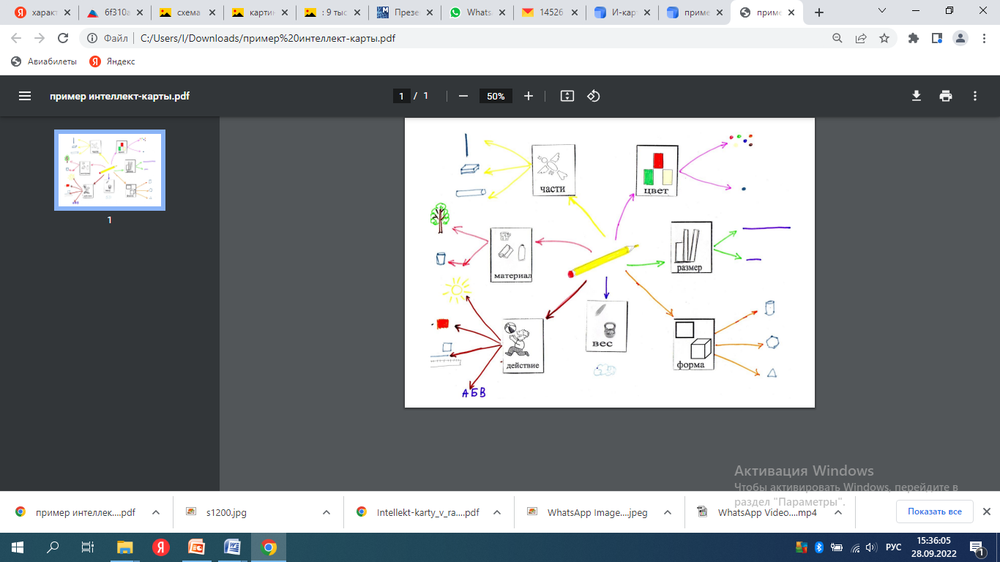 харак
6f310a
схема
карти
: 9 тыс
Презе
Whats
14526
И-кар
приме
приме
Файл
C:/Users/I/Downloads/пример%20интеллект-карты.pdf
Авиабилеты
Яндекс
пример интеллект-карты.pdf
1 / 1
50%
1
части
цвет
материал
размер
действие
вес
форма
АБВ
Активация Windows
Чтобы активировать Windows, перейдите в
раздел "Параметры".
пример интеллек....pdf
s1200.jpg
Intellekt-karty_v_ra....pdf
WhatsApp Image....jpeg
WhatsApp Video....mp4
Показать все
РУС
15:36:05
28.09.2022
1